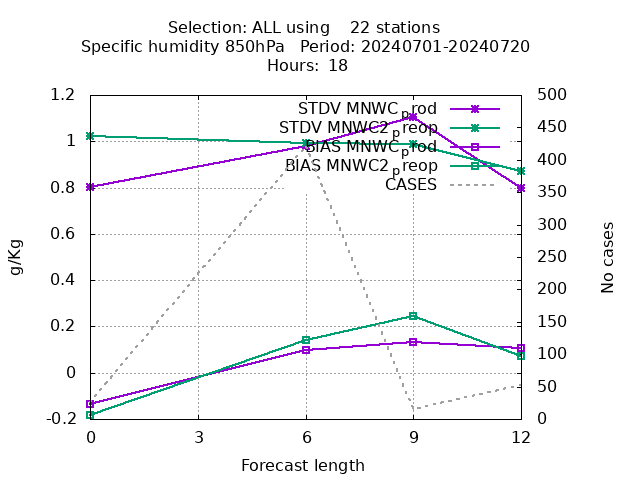 Selection: ALL using    22 stations
Specific humidity 850hPa   Period: 20240701-20240720
Hours:  18
1.2
1
0.8
0.6
0.4
0.2
0
-0.2
g/Kg
STDV MNWC_prod
STDV MNWC2_preop
BIAS MNWC_prod
BIAS MNWC2_preop
CASES
500
450
400
350
300
250
200
150
100
50
0
No cases
0 3 6 9 12
Forecast length